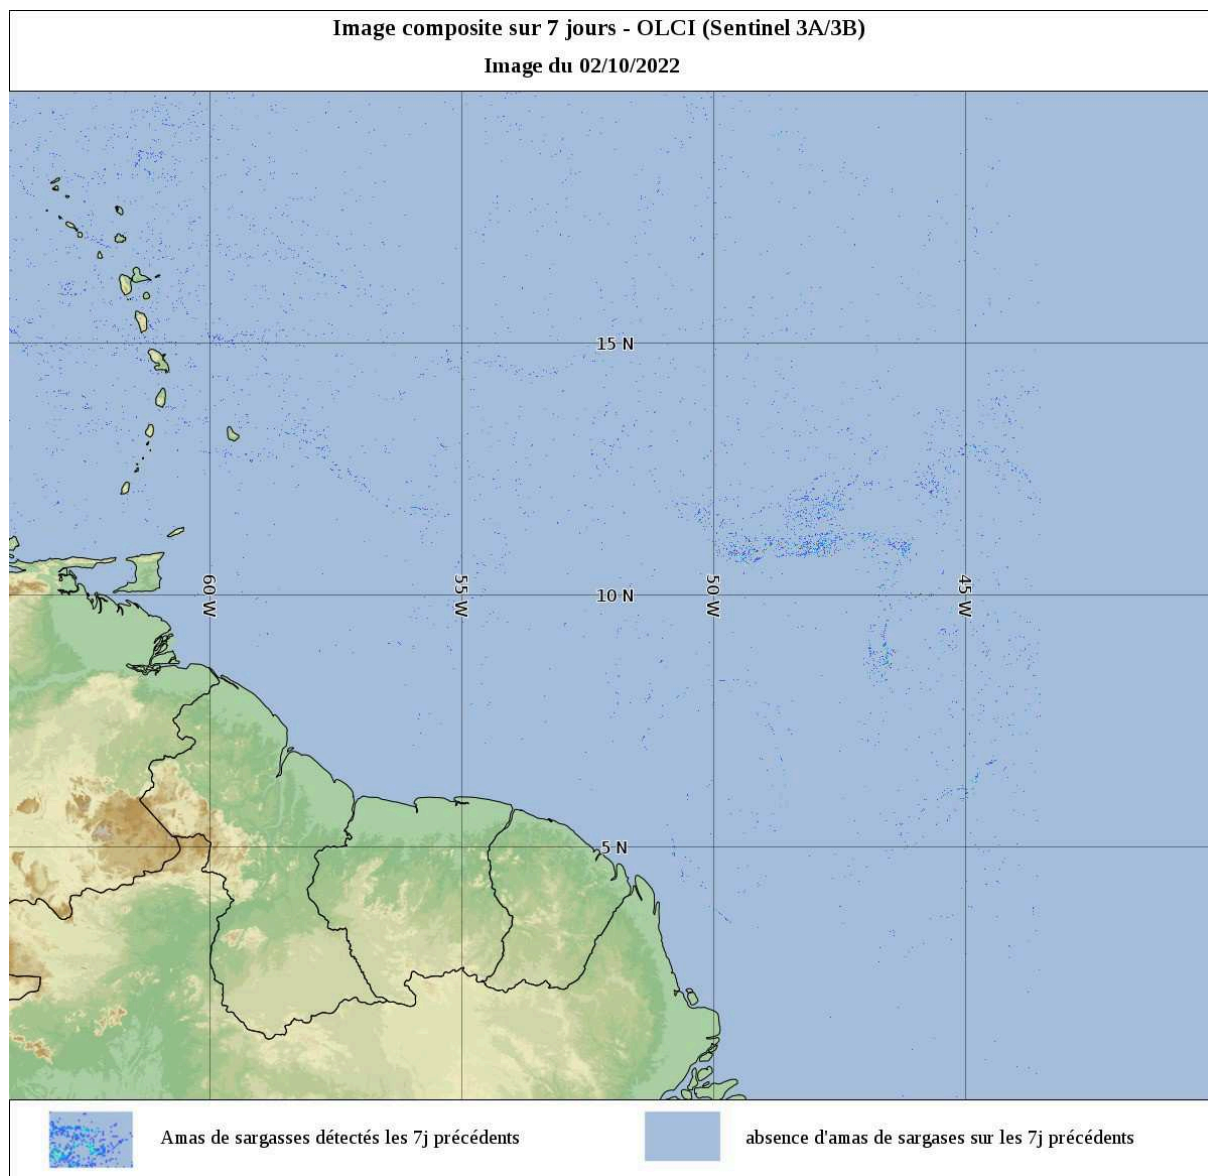 Image composite sur 7 jours - OLCI (Sentinel 3A/3B)
Image du 02/10/2022
15 N
60 W
55 W
10 N
50 W
45 W
5 N
Amas de sargasses détectés les 7j précédents
absence d'amas de sargases sur les 7j précédents